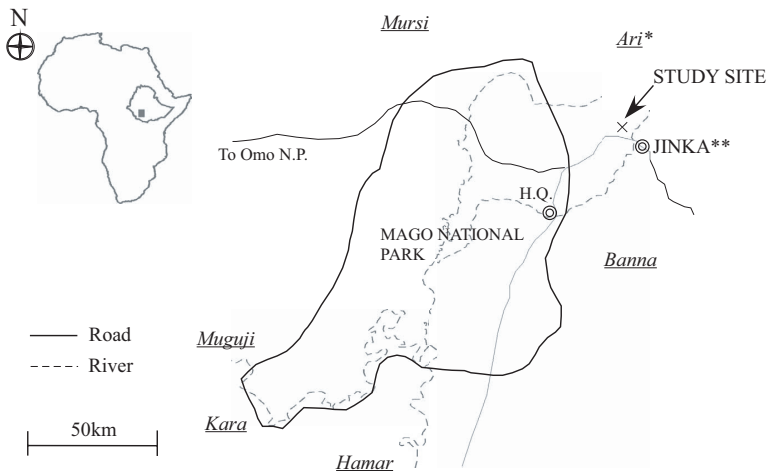 N
Mursi
Ari*
STUDY SITE
JINKA**
To Omo N.P.
H.Q.
MAGO NATIONAL
PARK
Banna
Road
River
Muguji
Kara
50km
Hamar